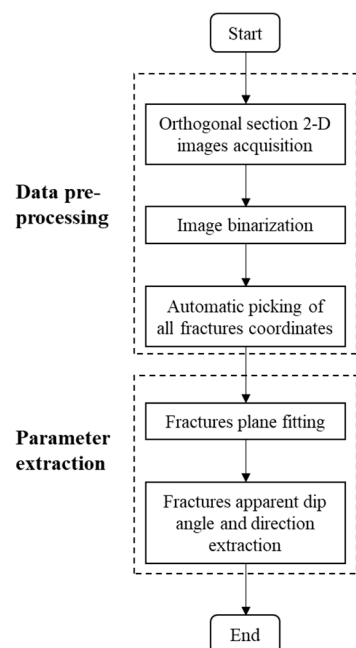 Start
Data pre-
processing
Orthogonal section 2-D
images acquisition
Image binarization
Automatic picking of
all fractures coordinates
Parameter
extraction
Fractures plane fitting
Fractures apparent dip
angle and direction
extraction
End